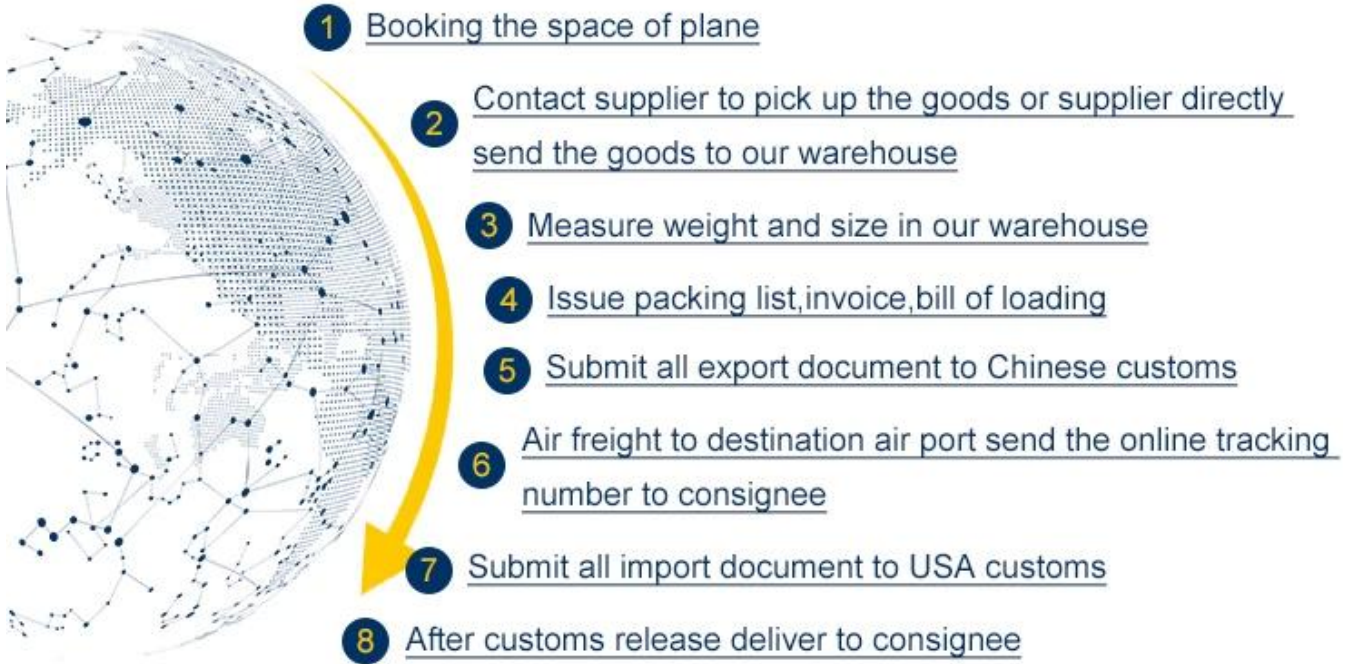 1 Booking the space of plane
2 Contact supplier to pick up the goods or supplier directly
send the goods to our warehouse
3 Measure weight and size in our warehouse
4 Issue packing list,invoice,bill of loading
5 Submit all export document to Chinese customs
6 Air freight to destination air port send the online tracking
number to consignee
7 Submit all import document to USA customs
8 After customs release deliver to consignee